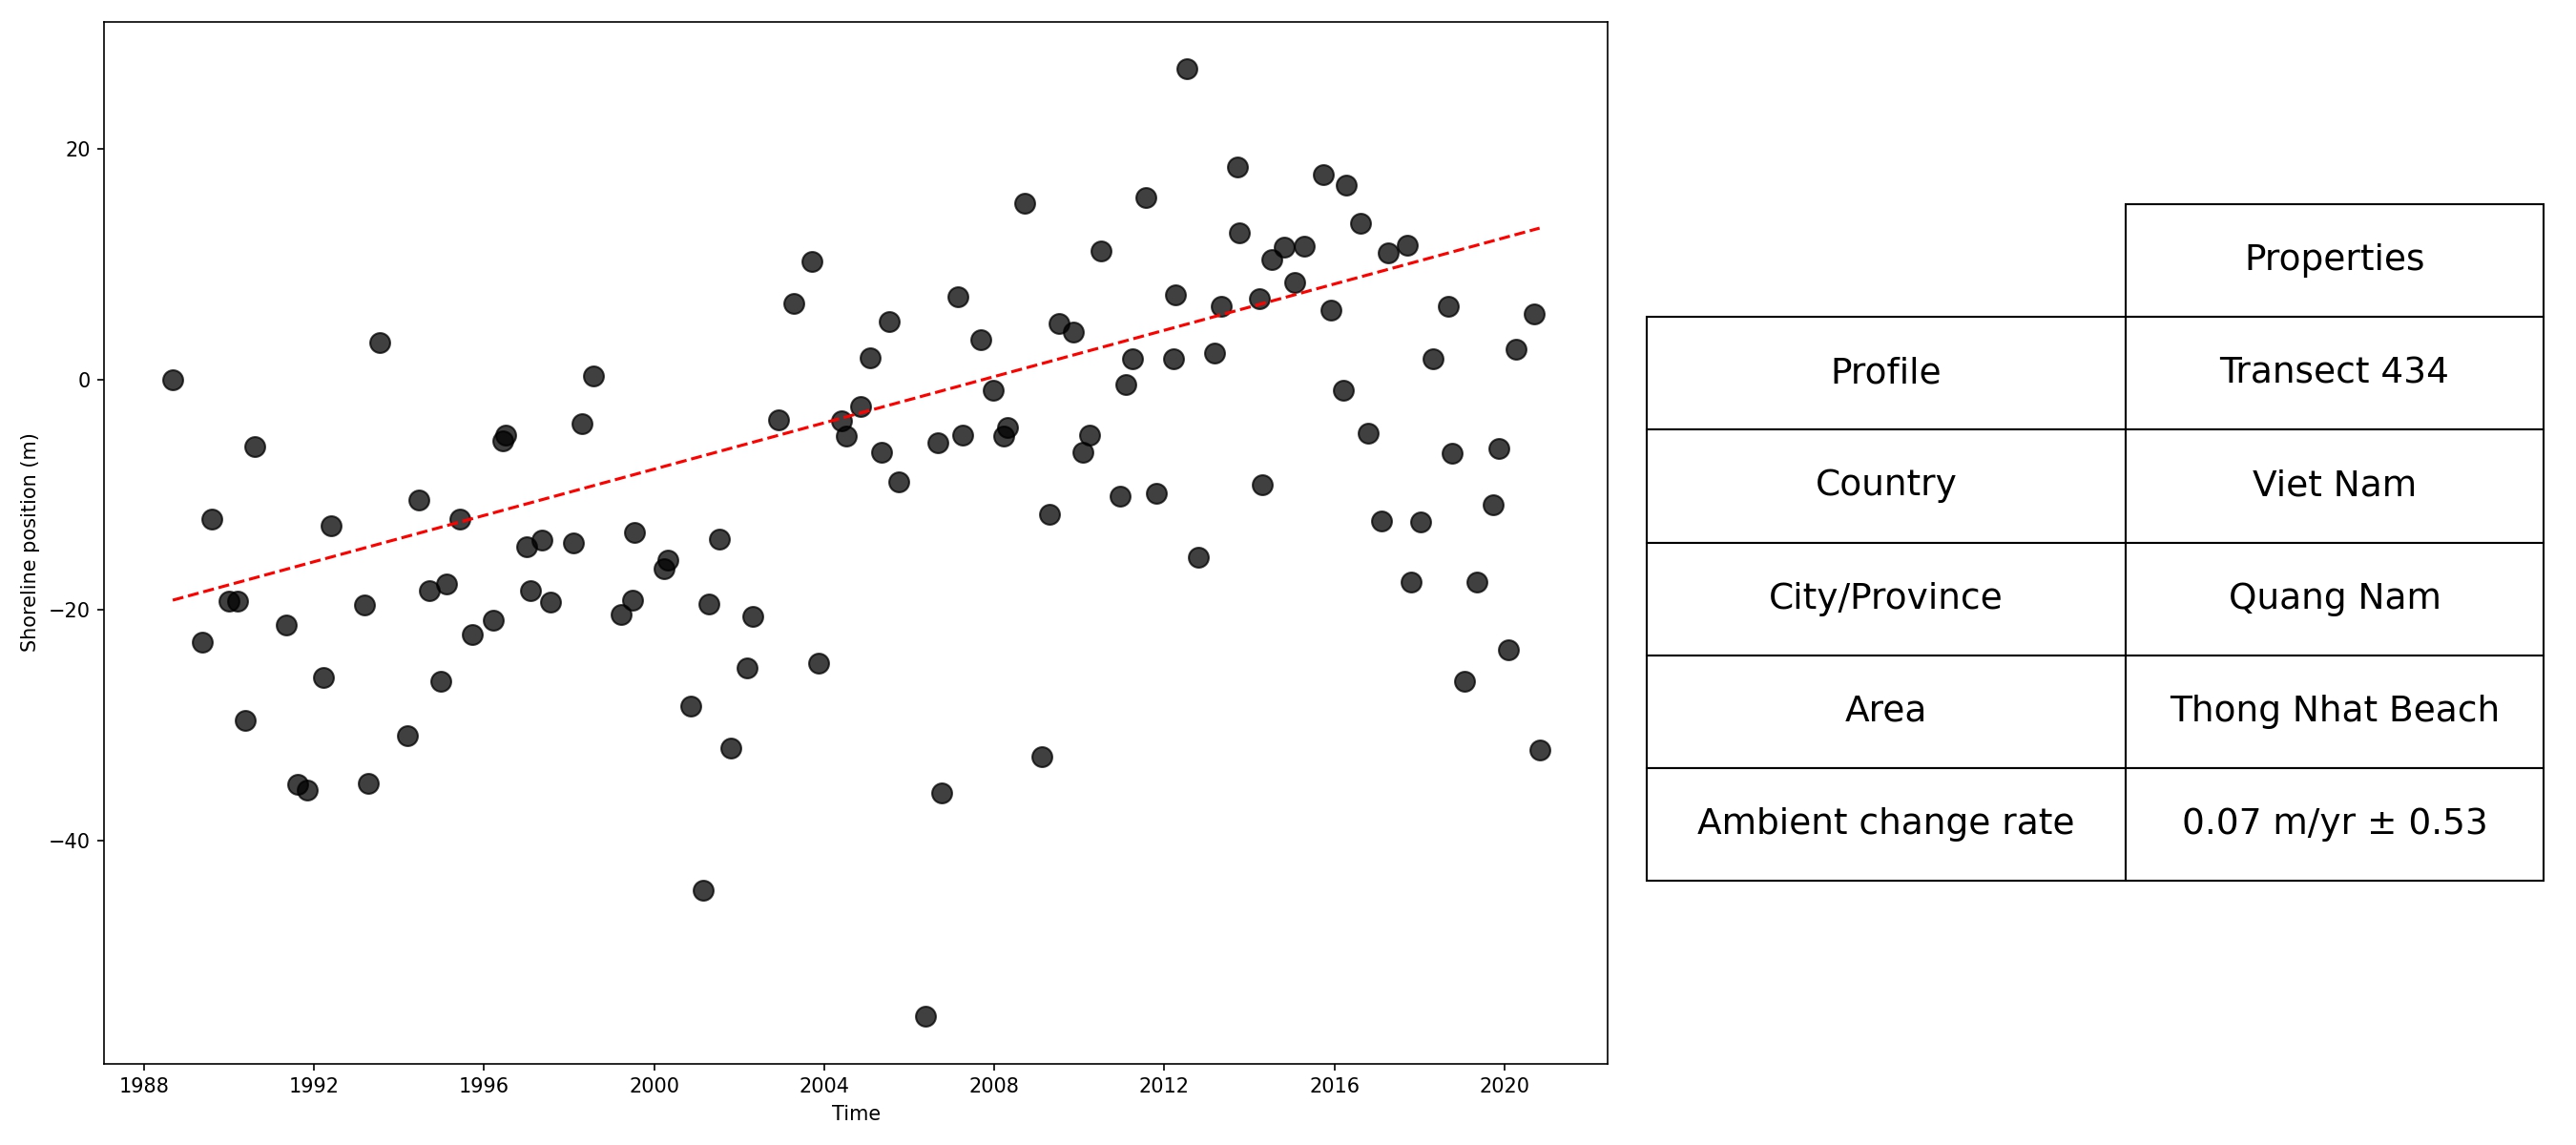 Shoreline position (m)
20
0
−20
−40
1988 1992 1996 2000 2004 2008 2012 2016 2020
Time
Properties
Profile Transect 434
Country Viet Nam
City/Province Quang Nam
Area Thong Nhat Beach
Ambient change rate 0.07 m/yr ± 0.53